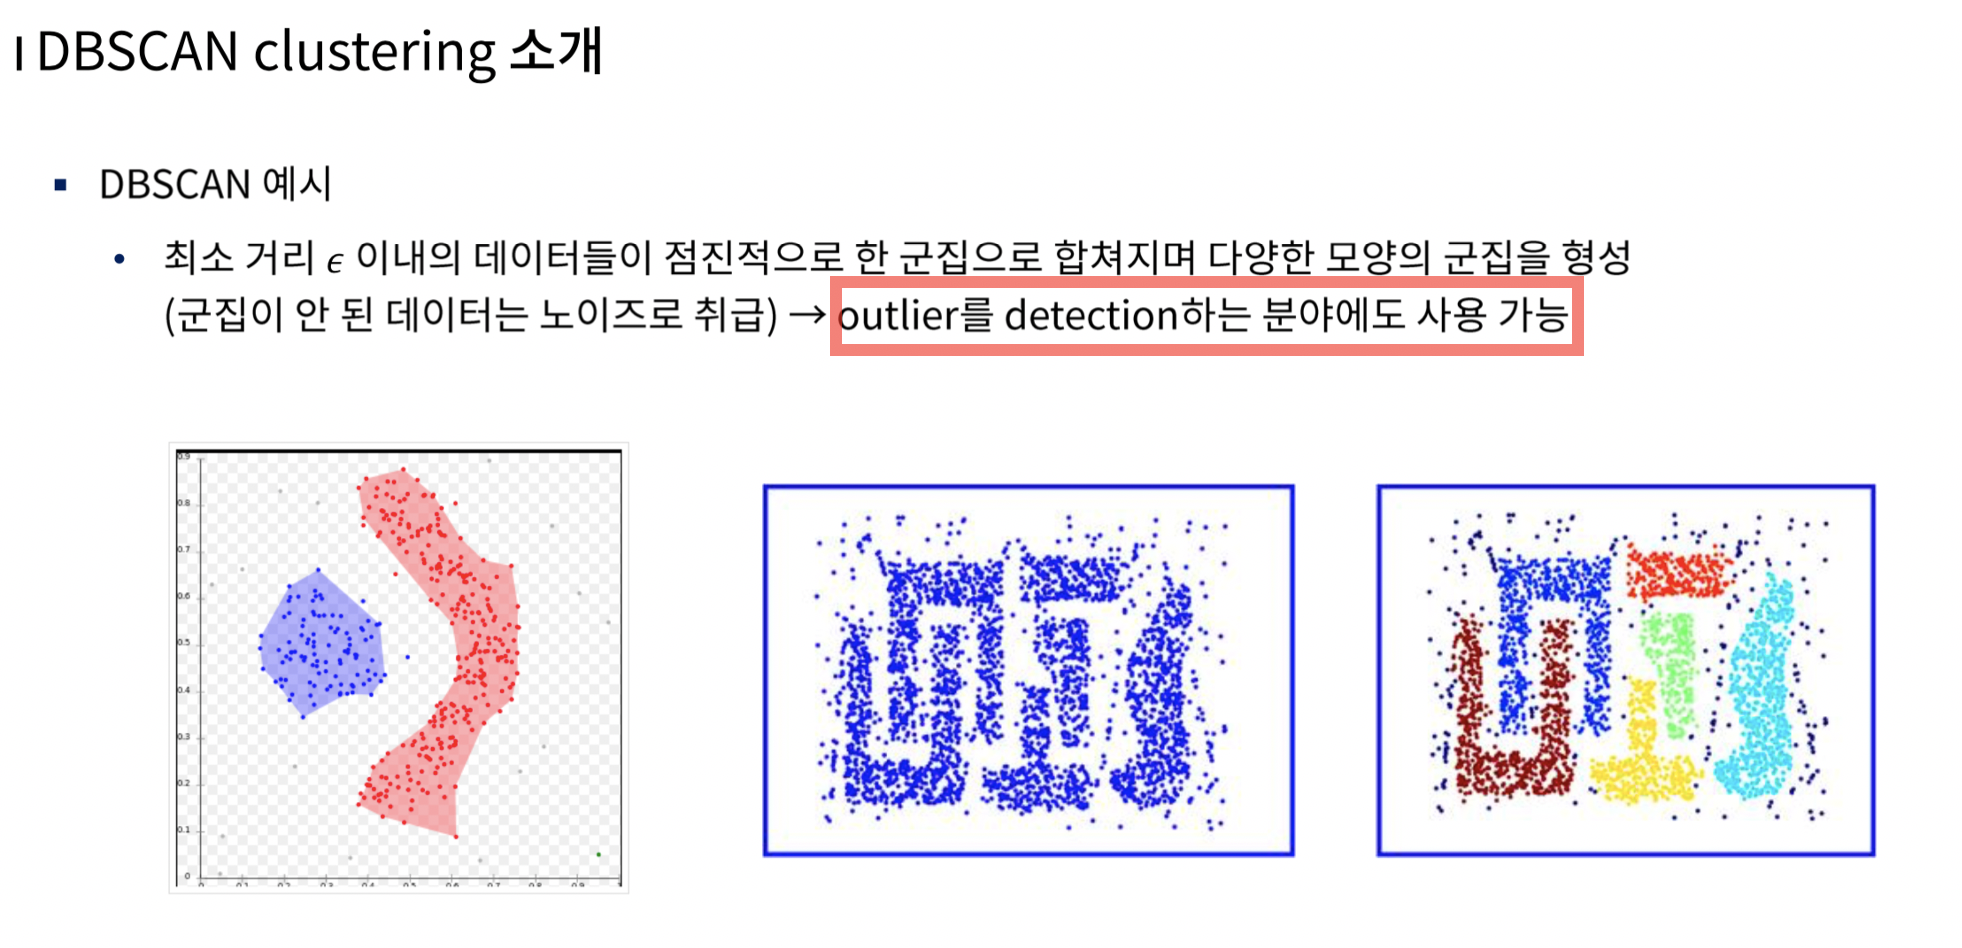 I DBSCAN clustering 소개
▪ DBSCAN 예시
• 최소 거리 ϵ 이내의 데이터들이 점진적으로 한 군집으로 합쳐지며 다양한 모양의 군집을 형성
(군집이 안 된 데이터는 노이즈로 취급) → outlier를 detection하는 분야에도 사용 가능
0.9
0.8
0.7
0.6
0.5
0.4
0.3
0.2
0.1
0
0 0.1 0.2 0.3 0.4 0.5 0.6 0.7 0.8 0.9 1